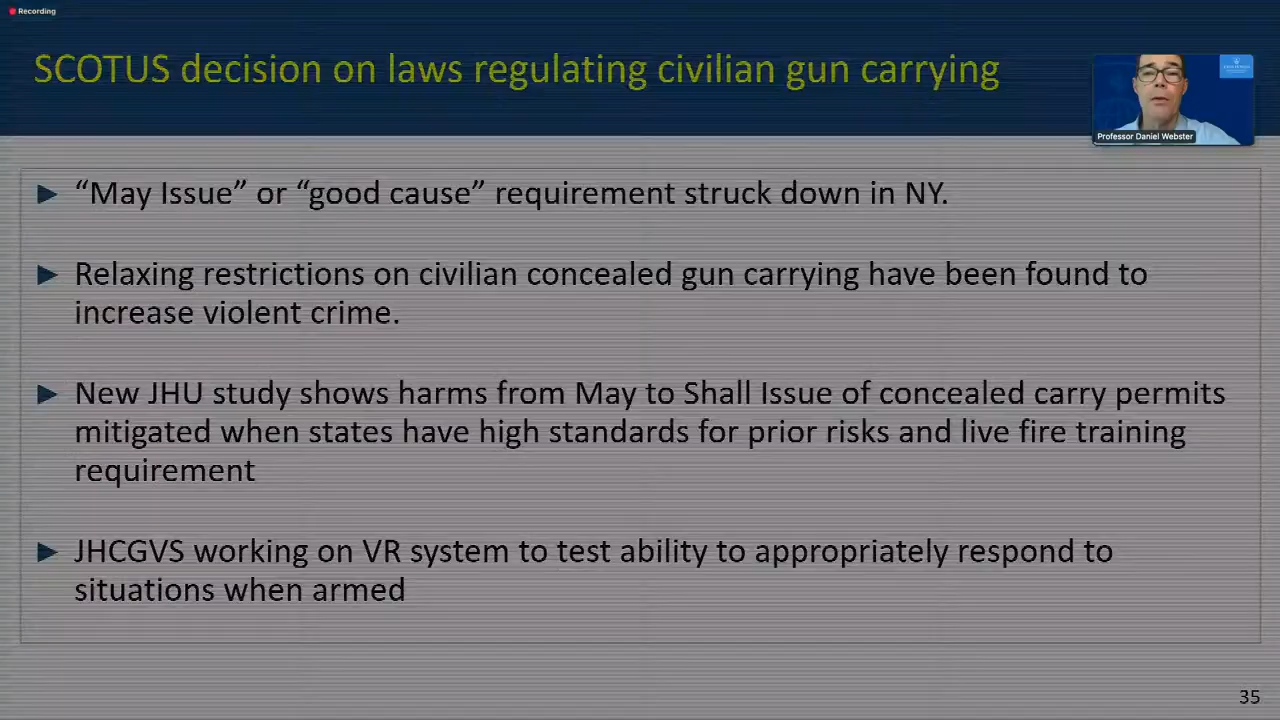 Recording
SCOTUS decision on laws regulating civilian gun carrying
Professor Daniel Webster
► “May Issue” or “good cause” requirement struck down in NY.
► Relaxing restrictions on civilian concealed gun carrying have been found to
increase violent crime.
► New JHU study shows harms from May to Shall Issue of concealed carry permits
mitigated when states have high standards for prior risks and live fire training
requirement
► JHCGVS working on VR system to test ability to appropriately respond to
situations when armed
35